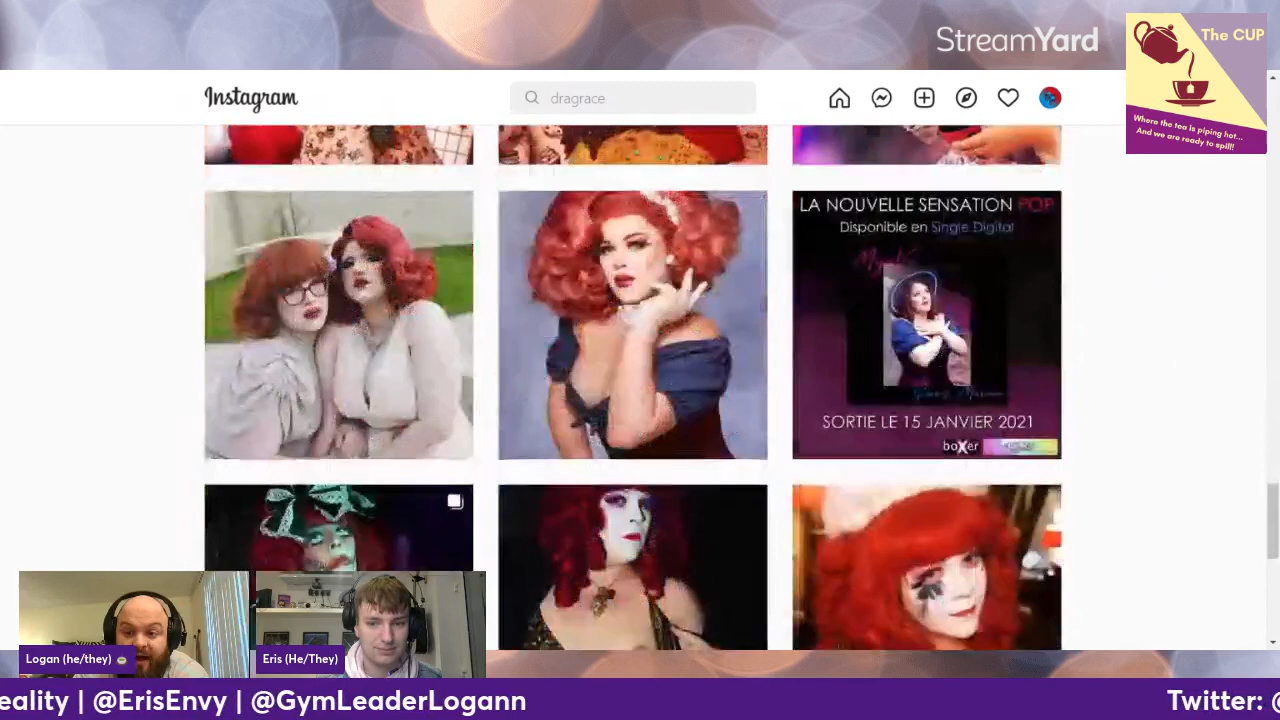 StreamYard
The CUP
Where the tea is piping hot...
And we are ready to spill!
Instagram
dragrace
LA NOUVELLE SENSATION POP
Disponible en Single Digital
SORTIE LE 15 JANVIER 2021
boxer
Logan (he/they)
Eris (He/They)
eality | @ErisEnvy | @GymLeaderLogann
Twitter: @